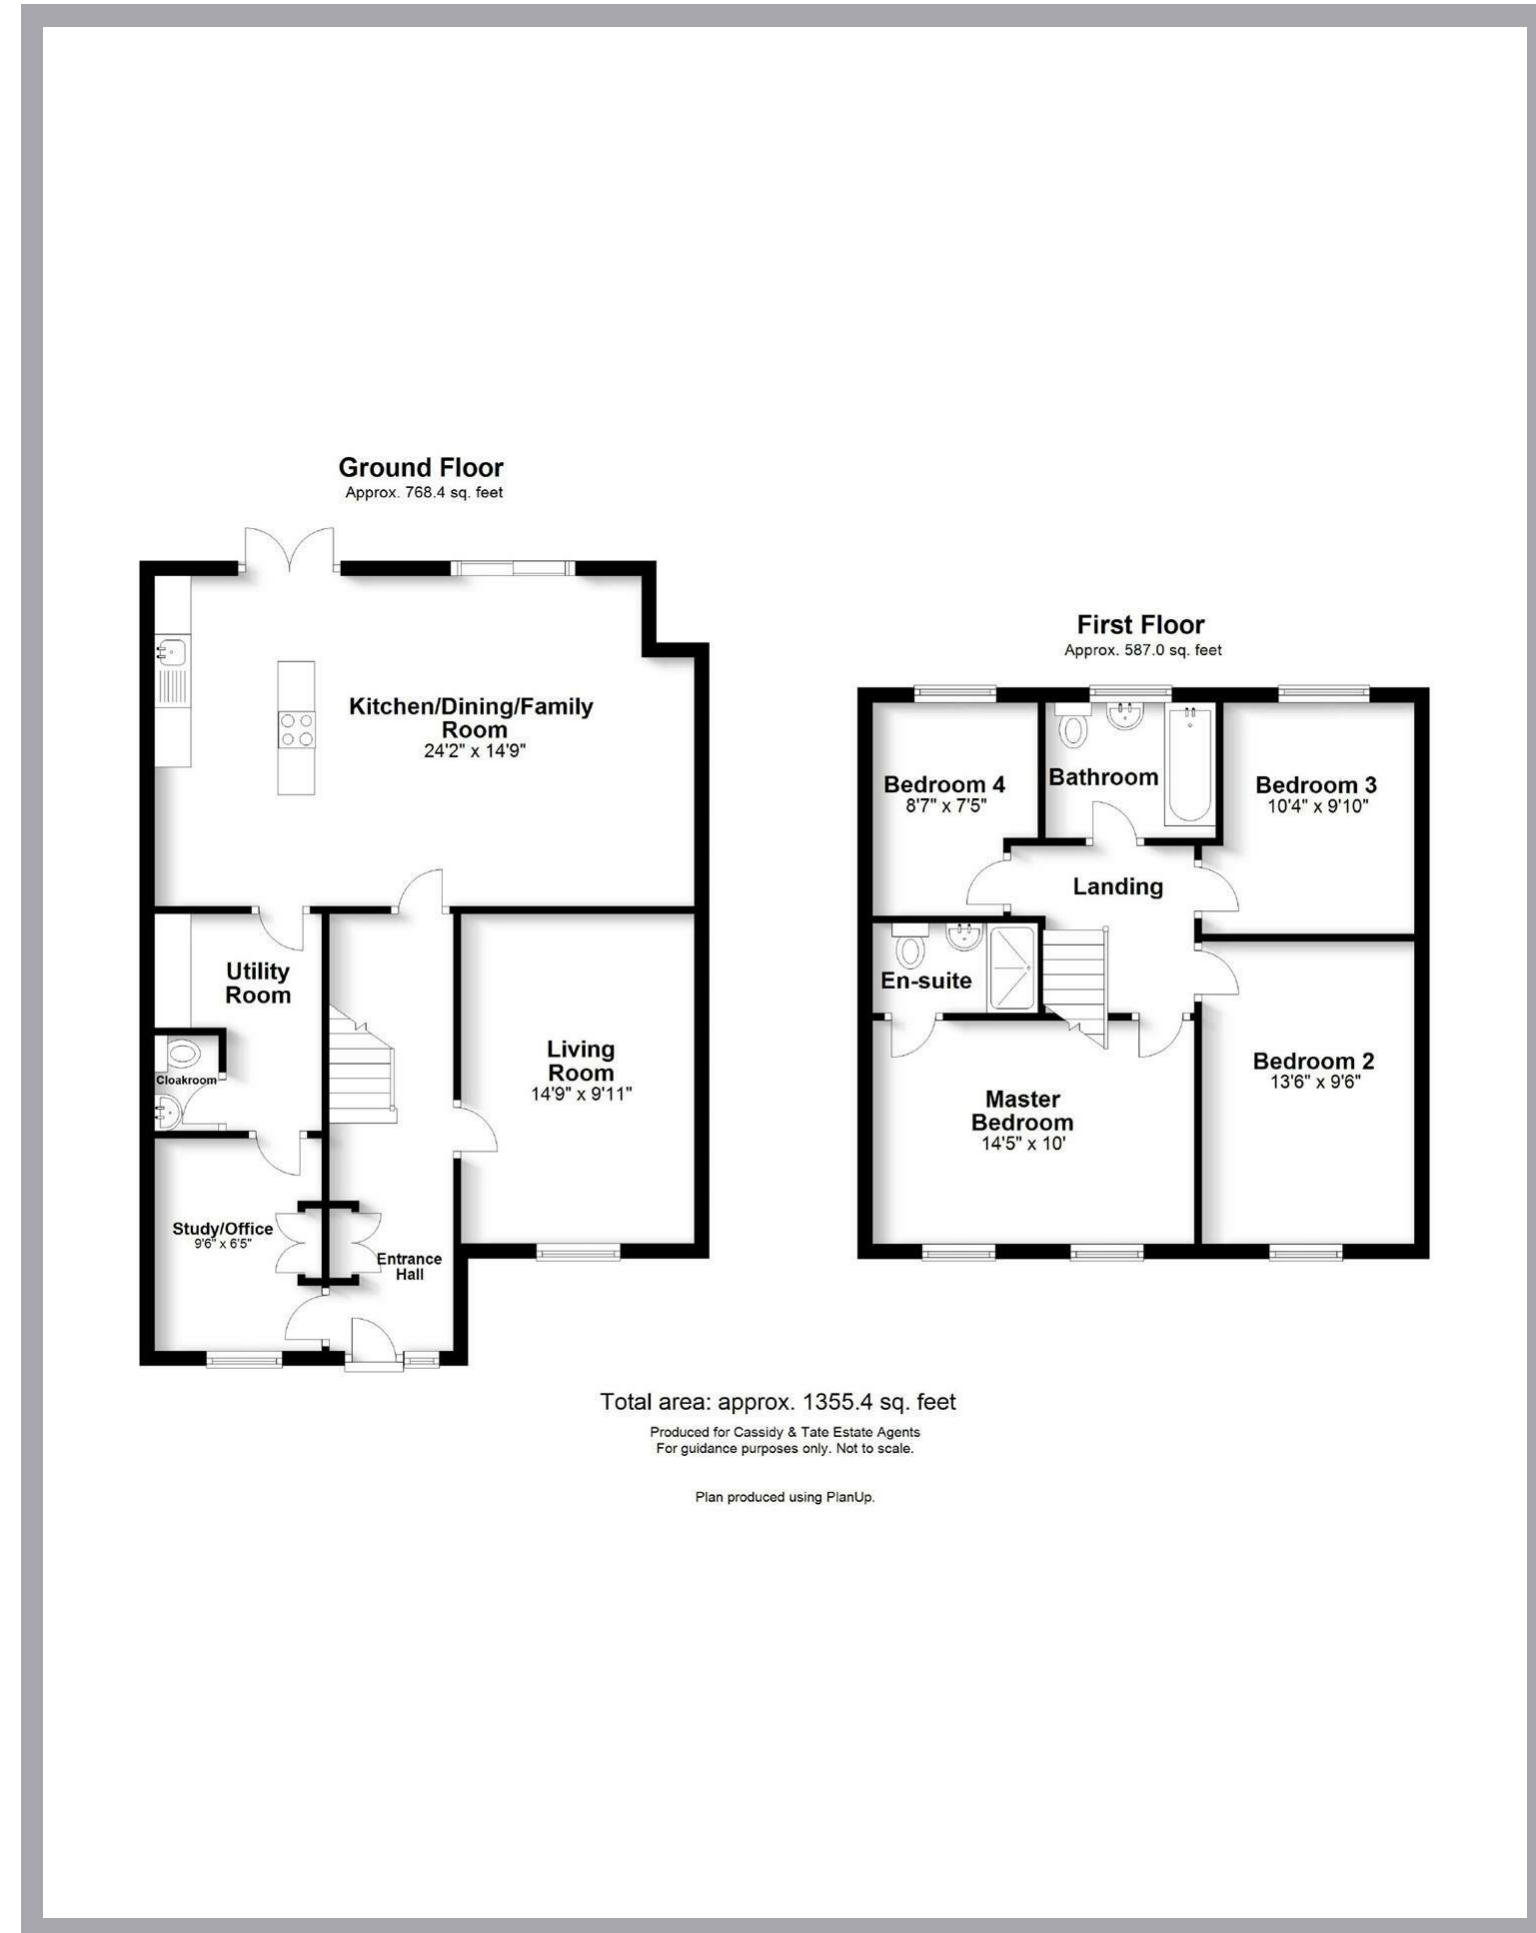 Ground Floor
Approx. 768.4 sq. feet
Kitchen/Dining/Family
Room
24'2" x 14'9"
Utility
Room
Cloakroom
Living
Room
14'9" x 9'11"
Study/Office
9'6" x 6'5"
Entrance
Hall
First Floor
Approx. 587.0 sq. feet
Bedroom 4
8'7" x 7'5"
Bathroom
Bedroom 3
10'4" x 9'10"
Landing
En-suite
Master
Bedroom
14'5" x 10'
Bedroom 2
13'6" x 9'6"
Total area: approx. 1355.4 sq. feet
Produced for Cassidy & Tate Estate Agents
For guidance purposes only. Not to scale.
Plan produced using PlanUp.